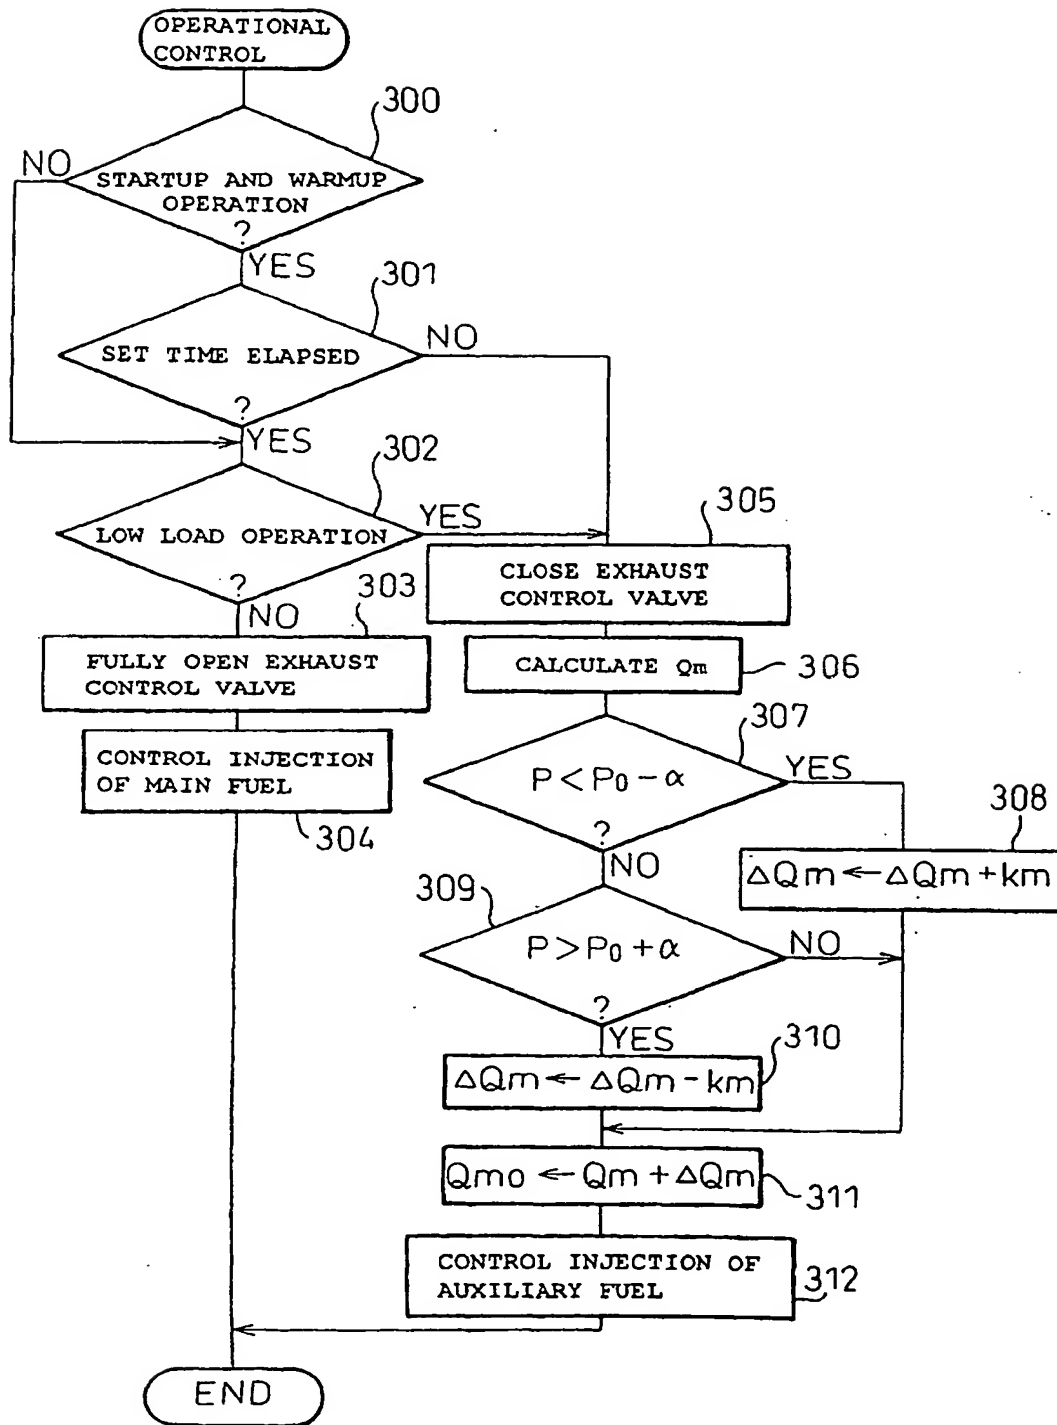 OPERATIONAL
CONTROL
300
NO
STARTUP AND WARMUP
OPERATION
?
YES
301
NO
SET TIME ELAPSED
?
YES
302
YES
LOW LOAD OPERATION
?
NO
303
305
CLOSE EXHAUST
CONTROL VALVE
FULLY OPEN EXHAUST
CONTROL VALVE
CALCULATE Qm
306
CONTROL INJECTION
OF MAIN FUEL
304
307
P < P0 - α
?
YES
NO
308
ΔQm ← ΔQm + km
309
P > P0 + α
?
NO
YES
310
ΔQm ← ΔQm - km
Qmo ← Qm + ΔQm
311
CONTROL INJECTION OF
AUXILIARY FUEL
312
END